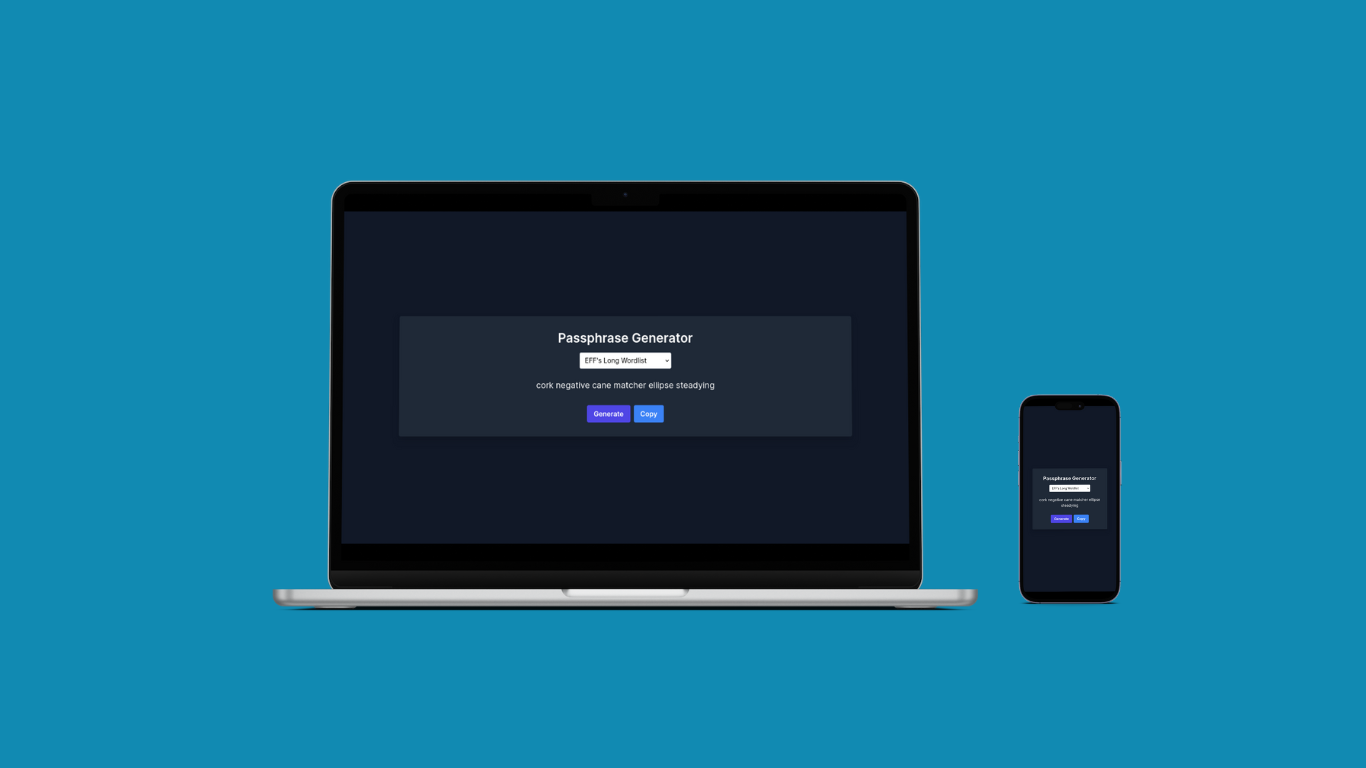 Passphrase Generator
EFF's Long Wordlist
cork negative cane matcher ellipse steadying
Generate Copy
Passphrase Generator
EFF's Long Wordlist
cork negative cane matcher ellipse
steadying
Generate Copy